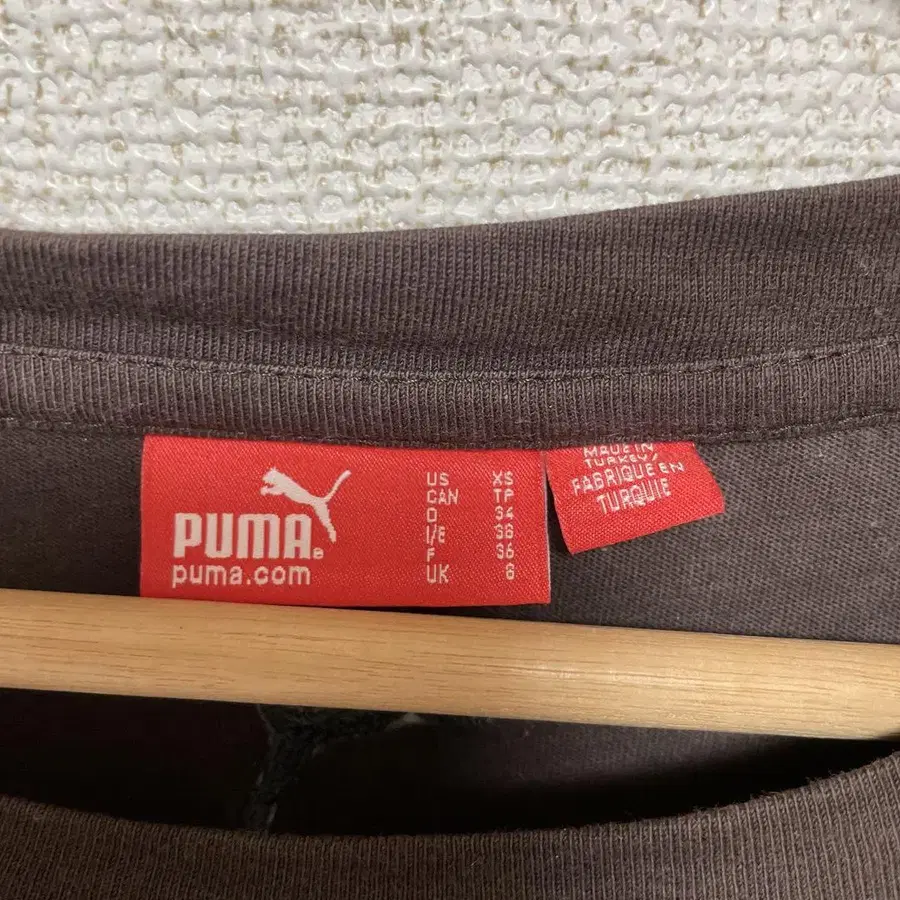 PUMA®
puma.com
US XS
CAN TP
D 34
I/E 38
F 36
UK 8
MADE IN
TURKEY/
FABRIQUE EN
TURQUIE